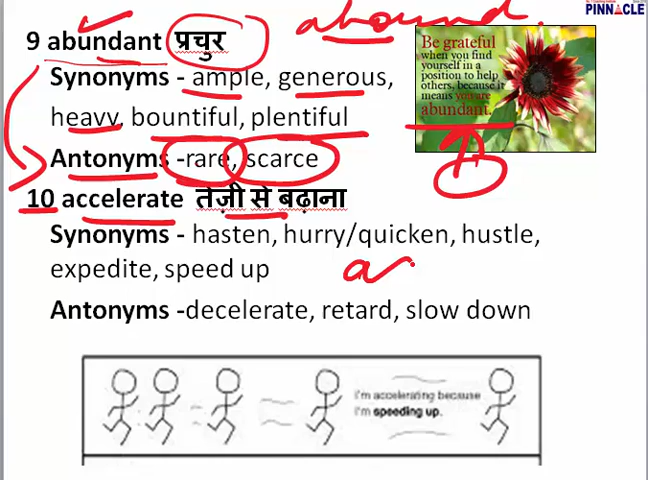 abound.
PINNACLE
9 abundant प्रचुर
Synonyms - ample, generous,
heavy, bountiful, plentiful
Antonyms -rare, scarce
Be grateful
when you find
yourself in a
position to help
others, because it
means you are
abundant.
10 accelerate तेज़ी से बढ़ाना
Synonyms - hasten, hurry/quicken, hustle,
expedite, speed up
a
Antonyms -decelerate, retard, slow down
I'm accelerating because
I'm speeding up.